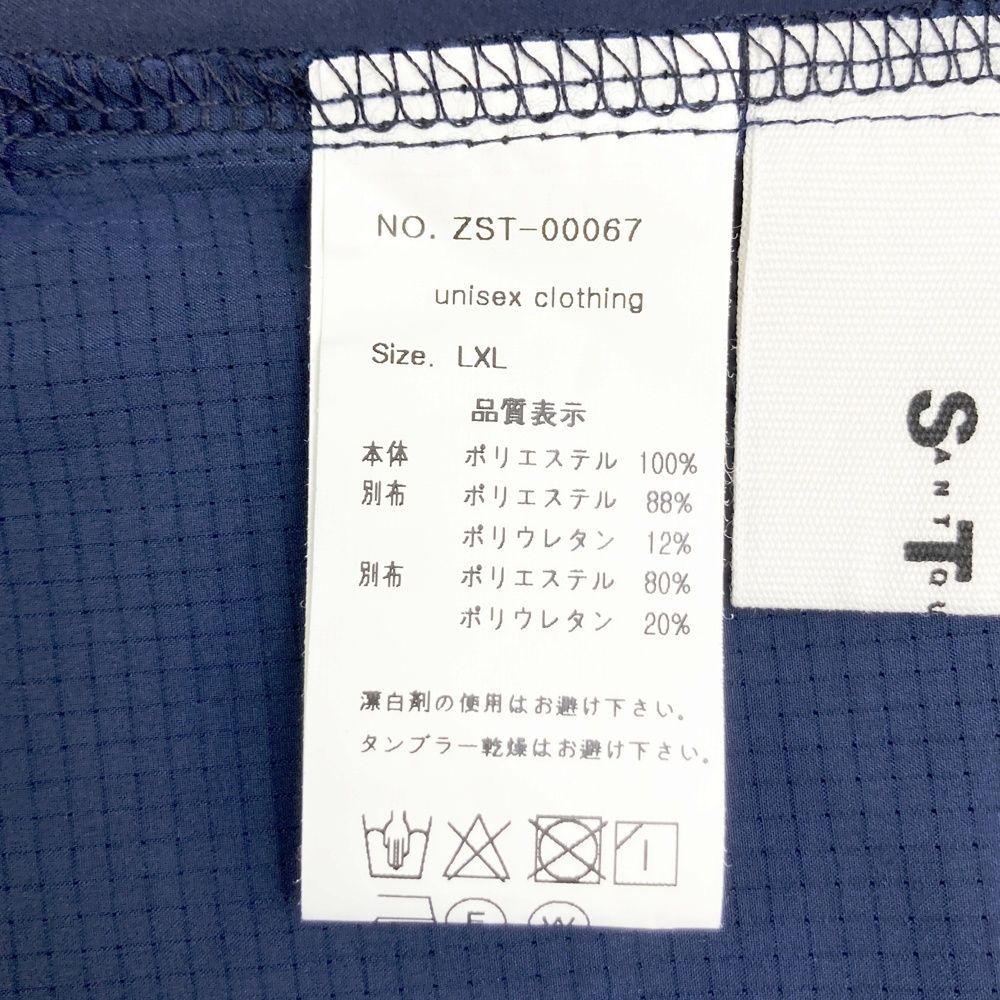 NO. ZST-00067
unisex clothing
Size. LXL
品質表示
本体 ポリエステル 100%
別布 ポリエステル 88%
ポリウレタン 12%
別布 ポリエステル 80%
ポリウレタン 20%
漂白剤の使用はお避け下さい。
タンブラー乾燥はお避け下さい。
F W
SANT
TOU